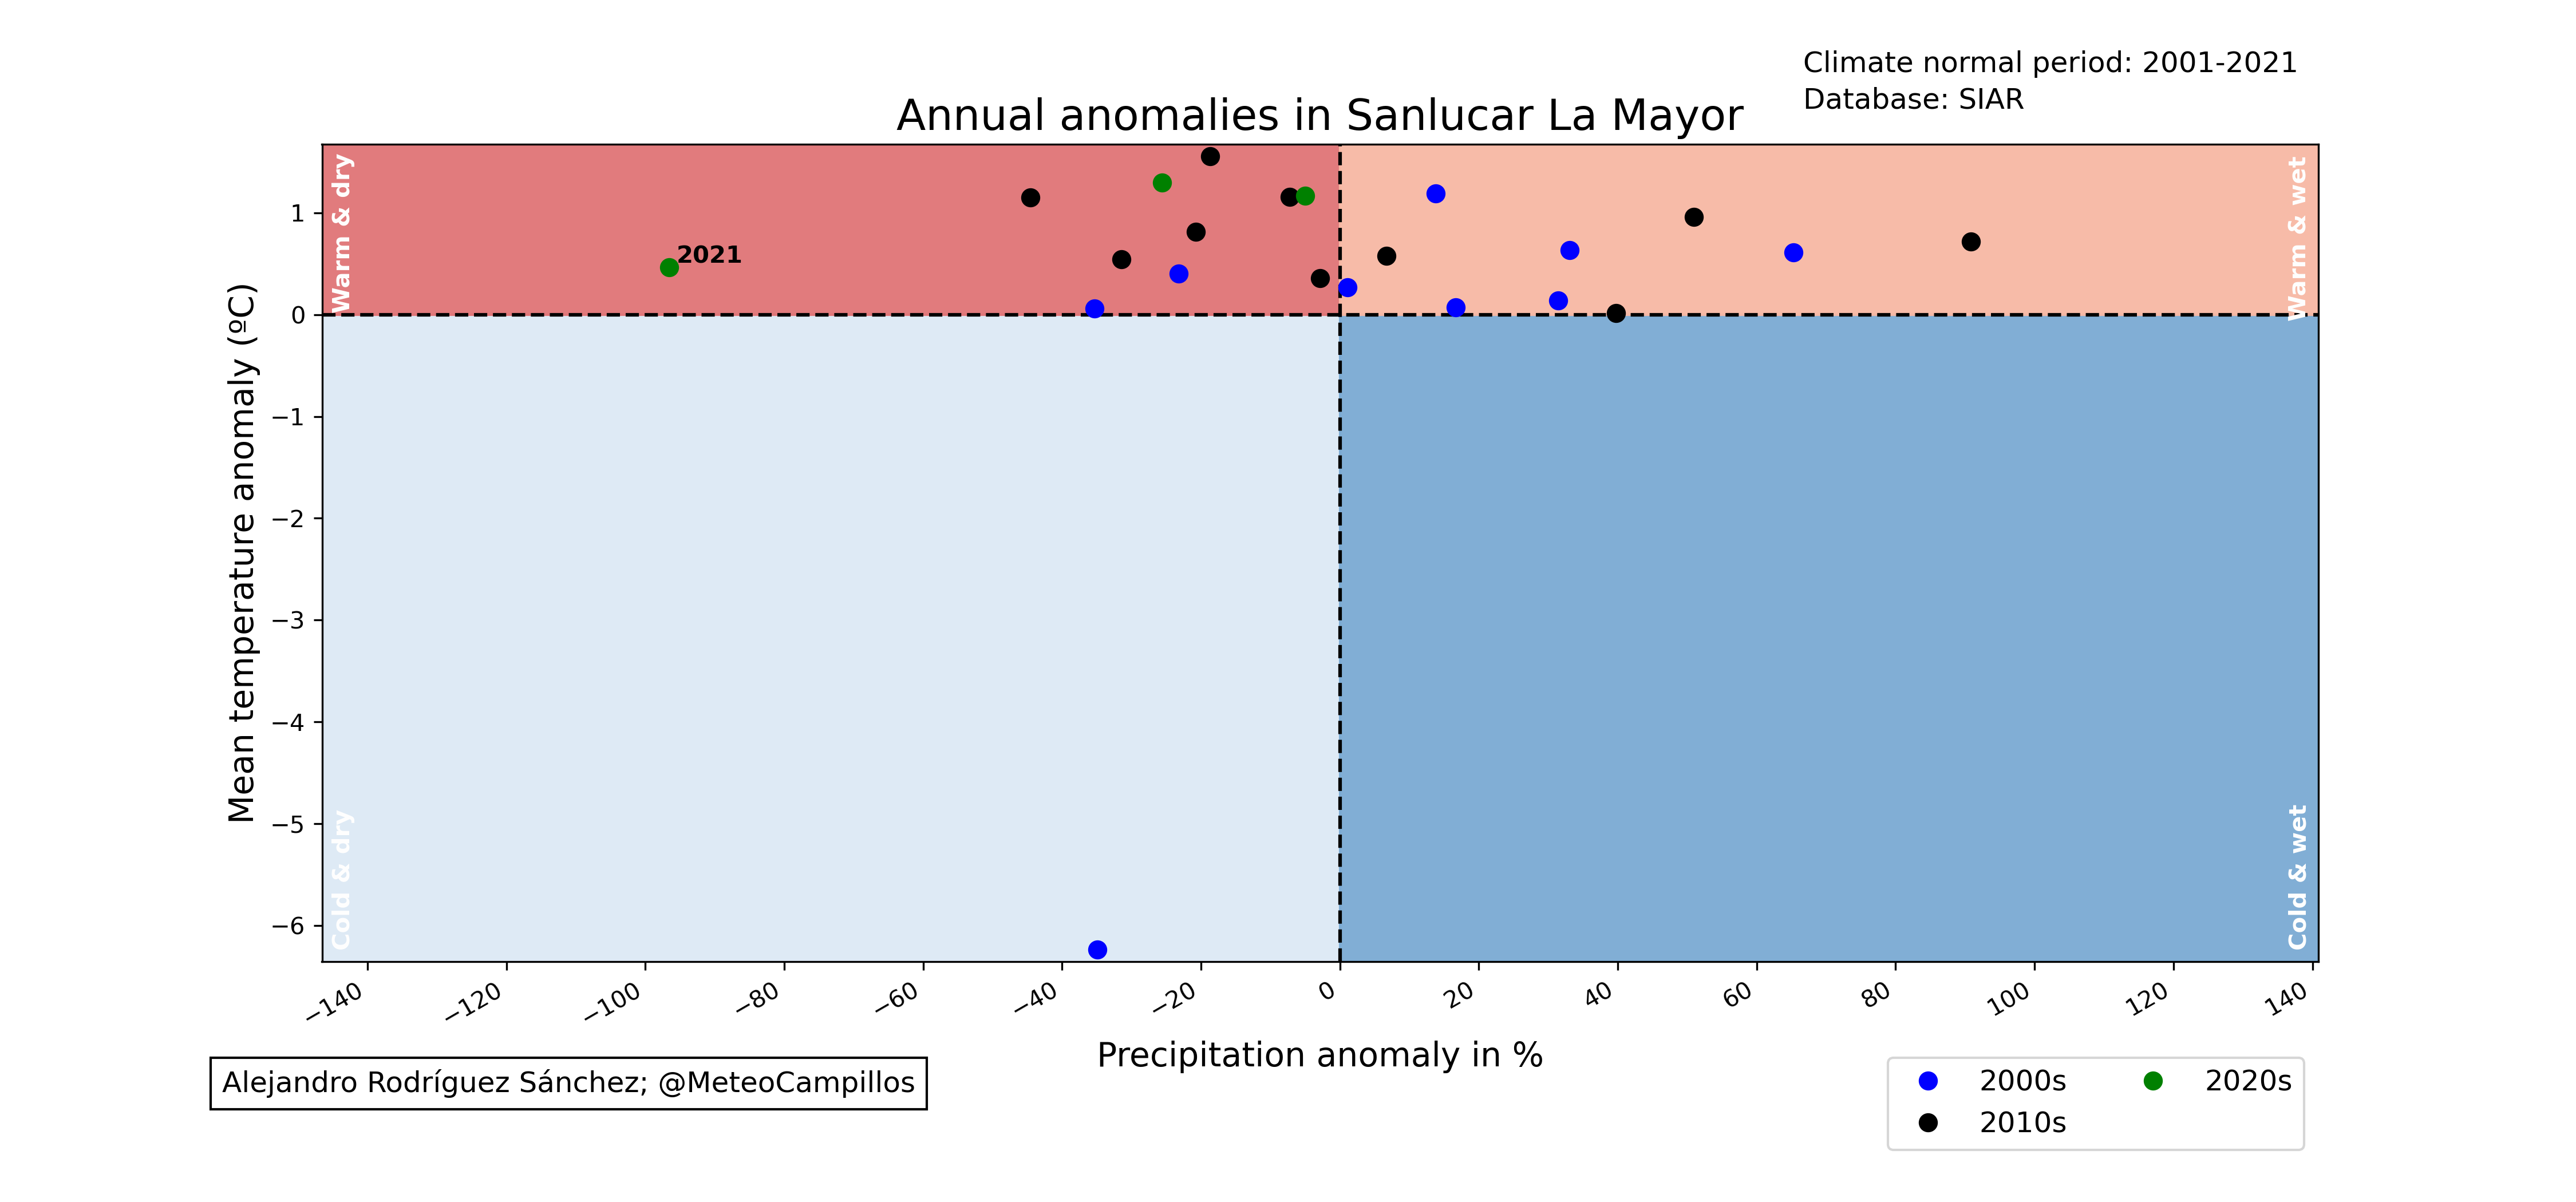 Climate normal period: 2001-2021
Database: SIAR
Annual anomalies in Sanlucar La Mayor
Warm & dry
Warm & wet
2021
Cold & dry
Cold & wet
Mean temperature anomaly (ºC)
1
0
−1
−2
−3
−4
−5
−6
−140
−120
−100
−80
−60
−40
−20
0
20
40
60
80
100
120
140
Precipitation anomaly in %
Alejandro Rodríguez Sánchez; @MeteoCampillos
2000s
2010s
2020s